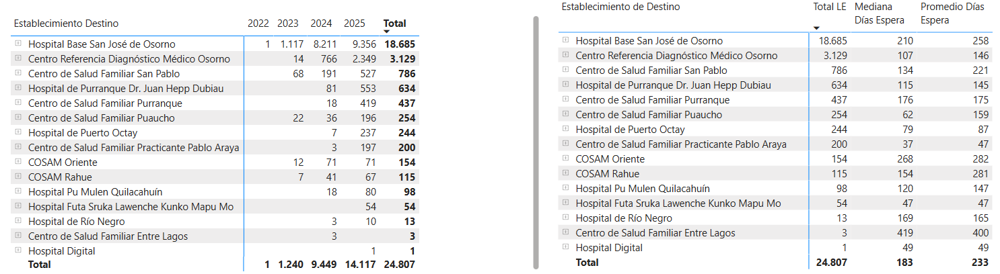 Establecimiento Destino 2022 2023 2024 2025 Total
Hospital Base San José de Osorno 1 1.117 8.211 9.356 18.685
Centro Referencia Diagnóstico Médico Osorno 14 766 2.349 3.129
Centro de Salud Familiar San Pablo 68 191 527 786
Hospital de Purranque Dr. Juan Hepp Dubiau 81 553 634
Centro de Salud Familiar Purranque 18 419 437
Centro de Salud Familiar Puaucho 22 36 196 254
Hospital de Puerto Octay 7 237 244
Centro de Salud Familiar Practicante Pablo Araya 3 197 200
COSAM Oriente 12 71 71 154
COSAM Rahue 7 41 67 115
Hospital Pu Mulen Quilacahuín 18 80 98
Hospital Futa Sruka Lawenche Kunko Mapu Mo 54 54
Hospital de Río Negro 3 10 13
Centro de Salud Familiar Entre Lagos 3 3
Hospital Digital 1 1
Total 1 1.240 9.449 14.117 24.807
Establecimiento de Destino Total LE Mediana Promedio Días
Días Espera Espera
Hospital Base San José de Osorno 18.685 210 258
Centro Referencia Diagnóstico Médico Osorno 3.129 107 146
Centro de Salud Familiar San Pablo 786 134 221
Hospital de Purranque Dr. Juan Hepp Dubiau 634 115 145
Centro de Salud Familiar Purranque 437 176 175
Centro de Salud Familiar Puaucho 254 62 159
Hospital de Puerto Octay 244 79 87
Centro de Salud Familiar Practicante Pablo Araya 200 37 47
COSAM Oriente 154 268 282
COSAM Rahue 115 154 281
Hospital Pu Mulen Quilacahuín 98 120 147
Hospital Futa Sruka Lawenche Kunko Mapu Mo 54 47 47
Hospital de Río Negro 13 169 165
Centro de Salud Familiar Entre Lagos 3 419 400
Hospital Digital 1 49 49
Total 24.807 183 233